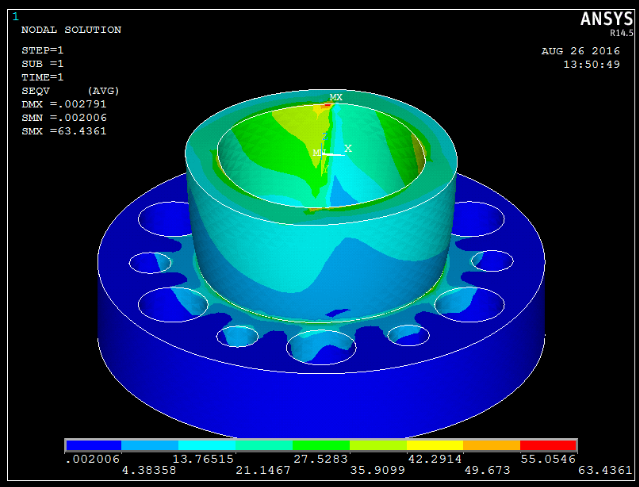 1
ANSYS
R14.5
NODAL SOLUTION
STEP=1
SUB =1
TIME=1
SEQV (AVG)
DMX =.002791
SMN =.002006
SMX =63.4361
AUG 26 2016
13:50:49
MX
X
.002006 13.76515 27.5283 42.2914 55.0546
4.38358 21.1467 35.9099 49.673 63.4361